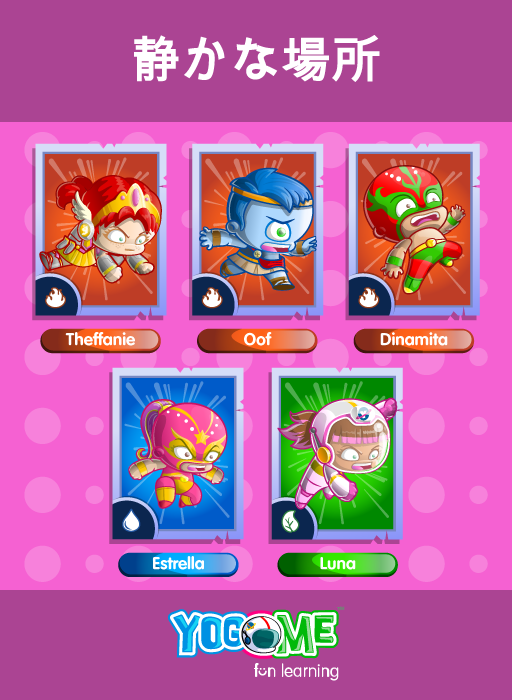 静かな場所
Theffanie
Oof
Dinamita
Estrella
Luna
YOGOME
fun learning